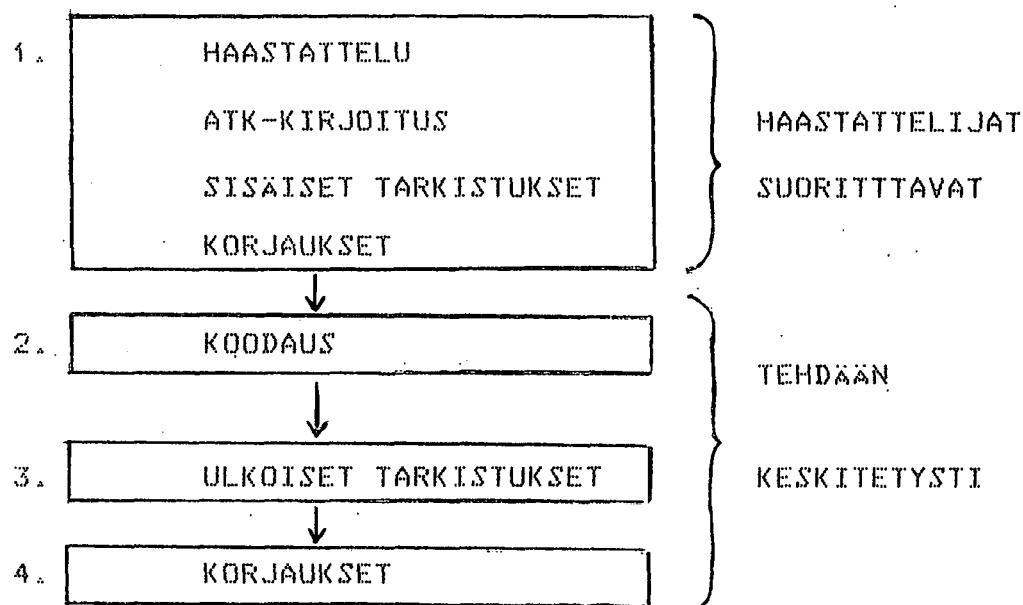 1. HAASTATTELU
ATK-KIRJOITUS
SISÄISET TARKISTUKSET
KORJAUKSET
HAASTATTELIJAT
SUORITTTAVAT
2. KOODAUS
3. ULKOISET TARKISTUKSET
4. KORJAUKSET
TEHDÄÄN
KESKITETYSTI